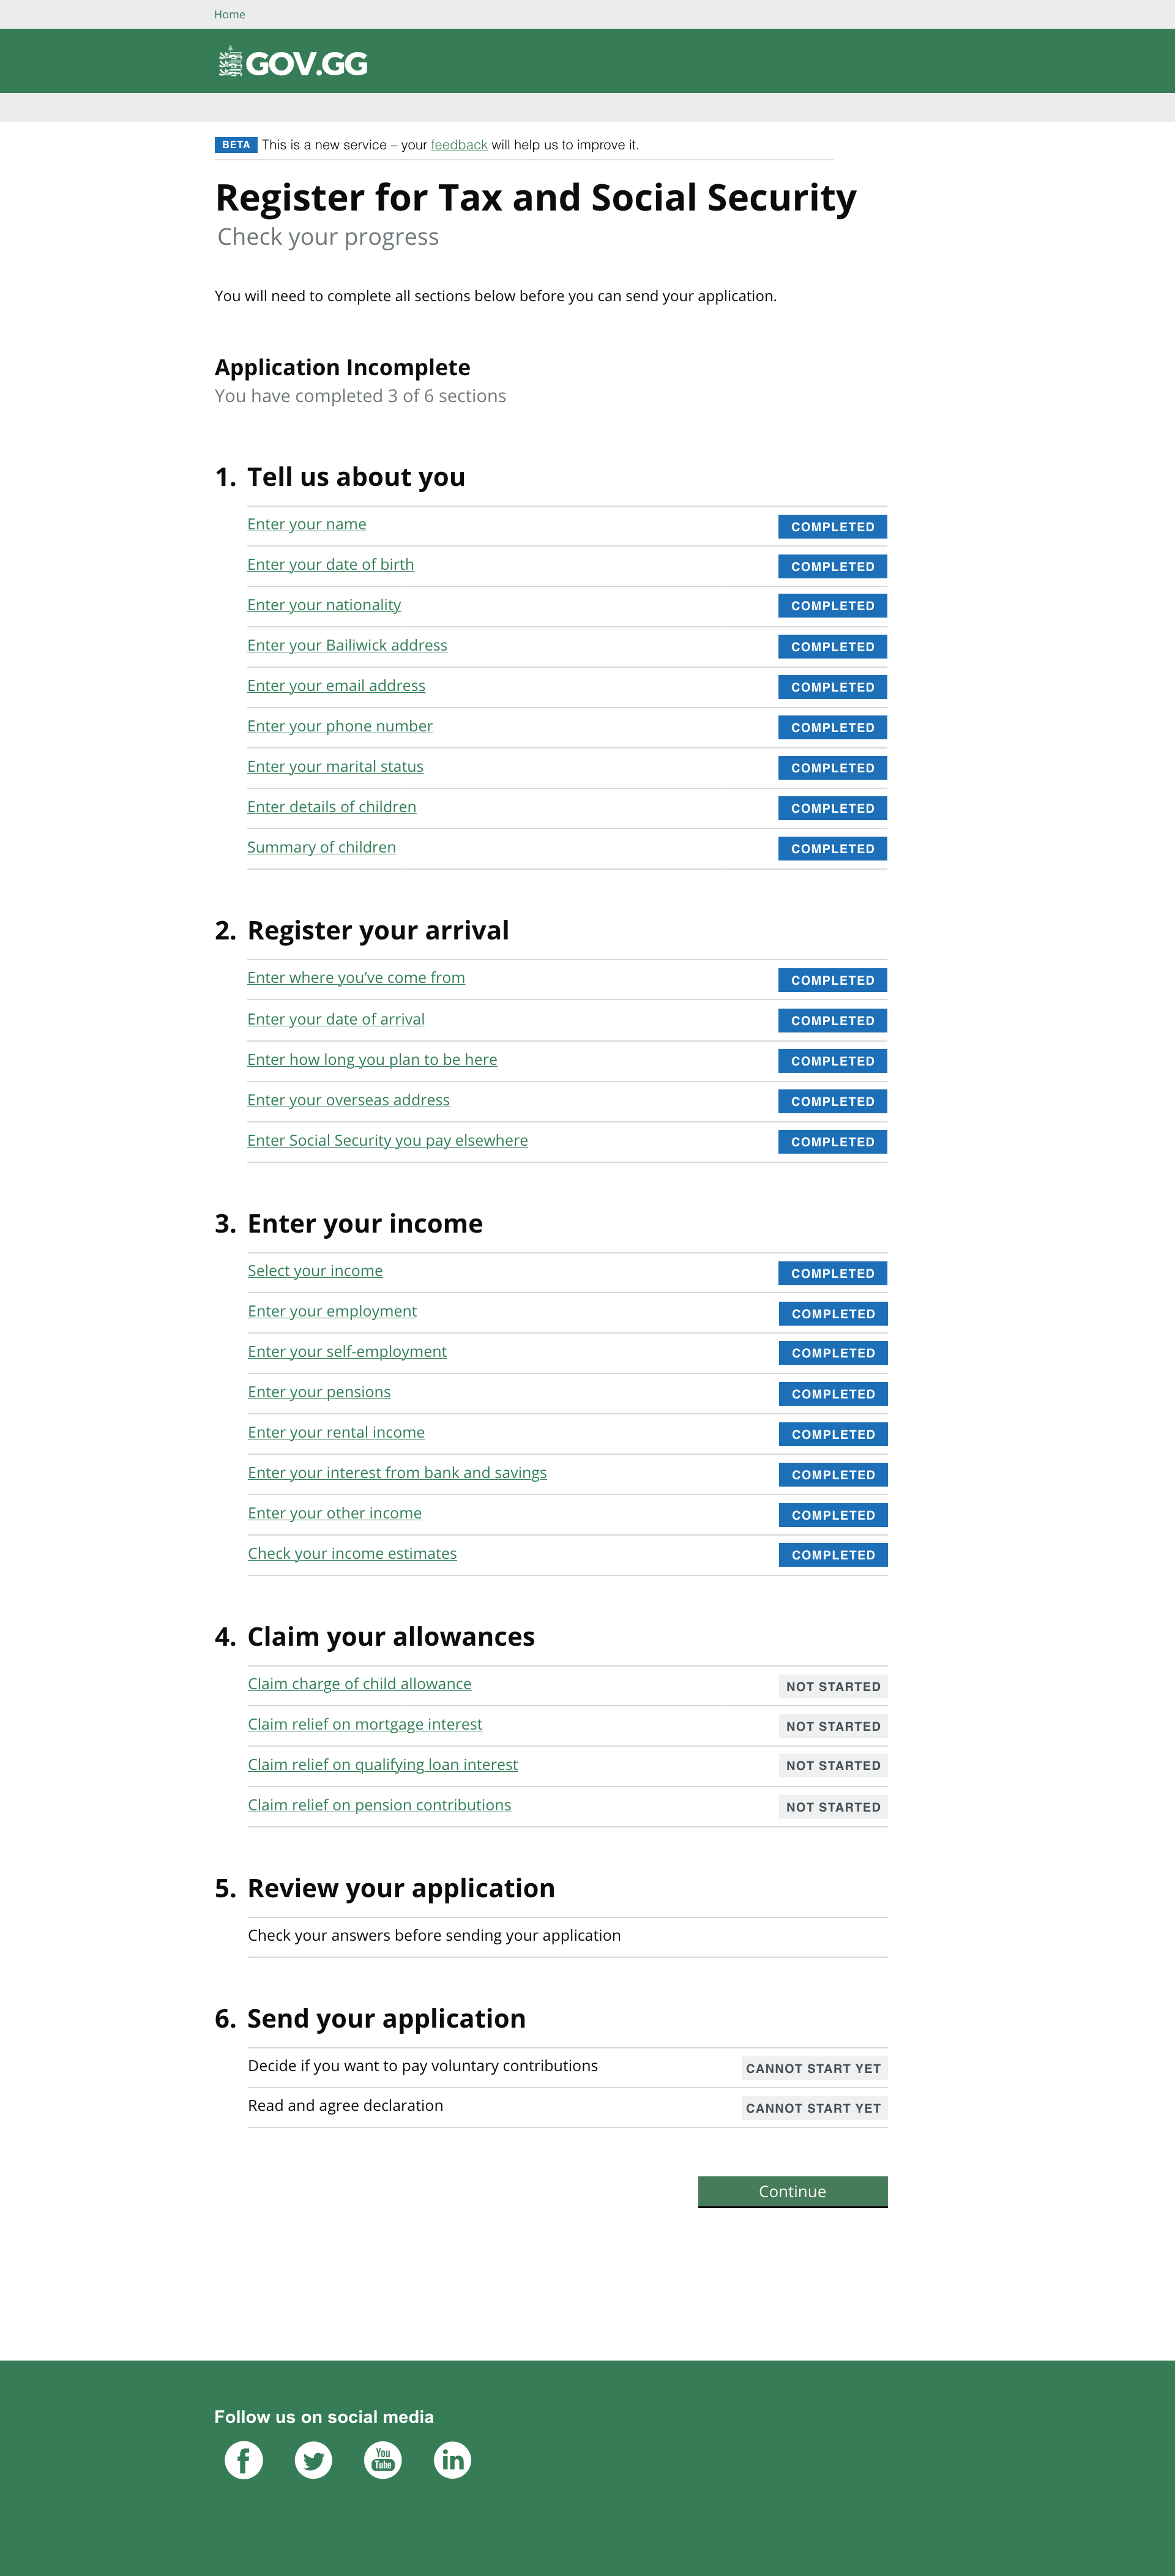 Home
GOV.GG
BETA This is a new service – your feedback will help us to improve it.
Register for Tax and Social Security
Check your progress
You will need to complete all sections below before you can send your application.
Application Incomplete
You have completed 3 of 6 sections
1. Tell us about you
Enter your name COMPLETED
Enter your date of birth COMPLETED
Enter your nationality COMPLETED
Enter your Bailiwick address COMPLETED
Enter your email address COMPLETED
Enter your phone number COMPLETED
Enter your marital status COMPLETED
Enter details of children COMPLETED
Summary of children COMPLETED
2. Register your arrival
Enter where you’ve come from COMPLETED
Enter your date of arrival COMPLETED
Enter how long you plan to be here COMPLETED
Enter your overseas address COMPLETED
Enter Social Security you pay elsewhere COMPLETED
3. Enter your income
Select your income COMPLETED
Enter your employment COMPLETED
Enter your self-employment COMPLETED
Enter your pensions COMPLETED
Enter your rental income COMPLETED
Enter your interest from bank and savings COMPLETED
Enter your other income COMPLETED
Check your income estimates COMPLETED
4. Claim your allowances
Claim charge of child allowance NOT STARTED
Claim relief on mortgage interest NOT STARTED
Claim relief on qualifying loan interest NOT STARTED
Claim relief on pension contributions NOT STARTED
5. Review your application
Check your answers before sending your application
6. Send your application
Decide if you want to pay voluntary contributions CANNOT START YET
Read and agree declaration CANNOT START YET
Continue
Follow us on social media
f You Tube in